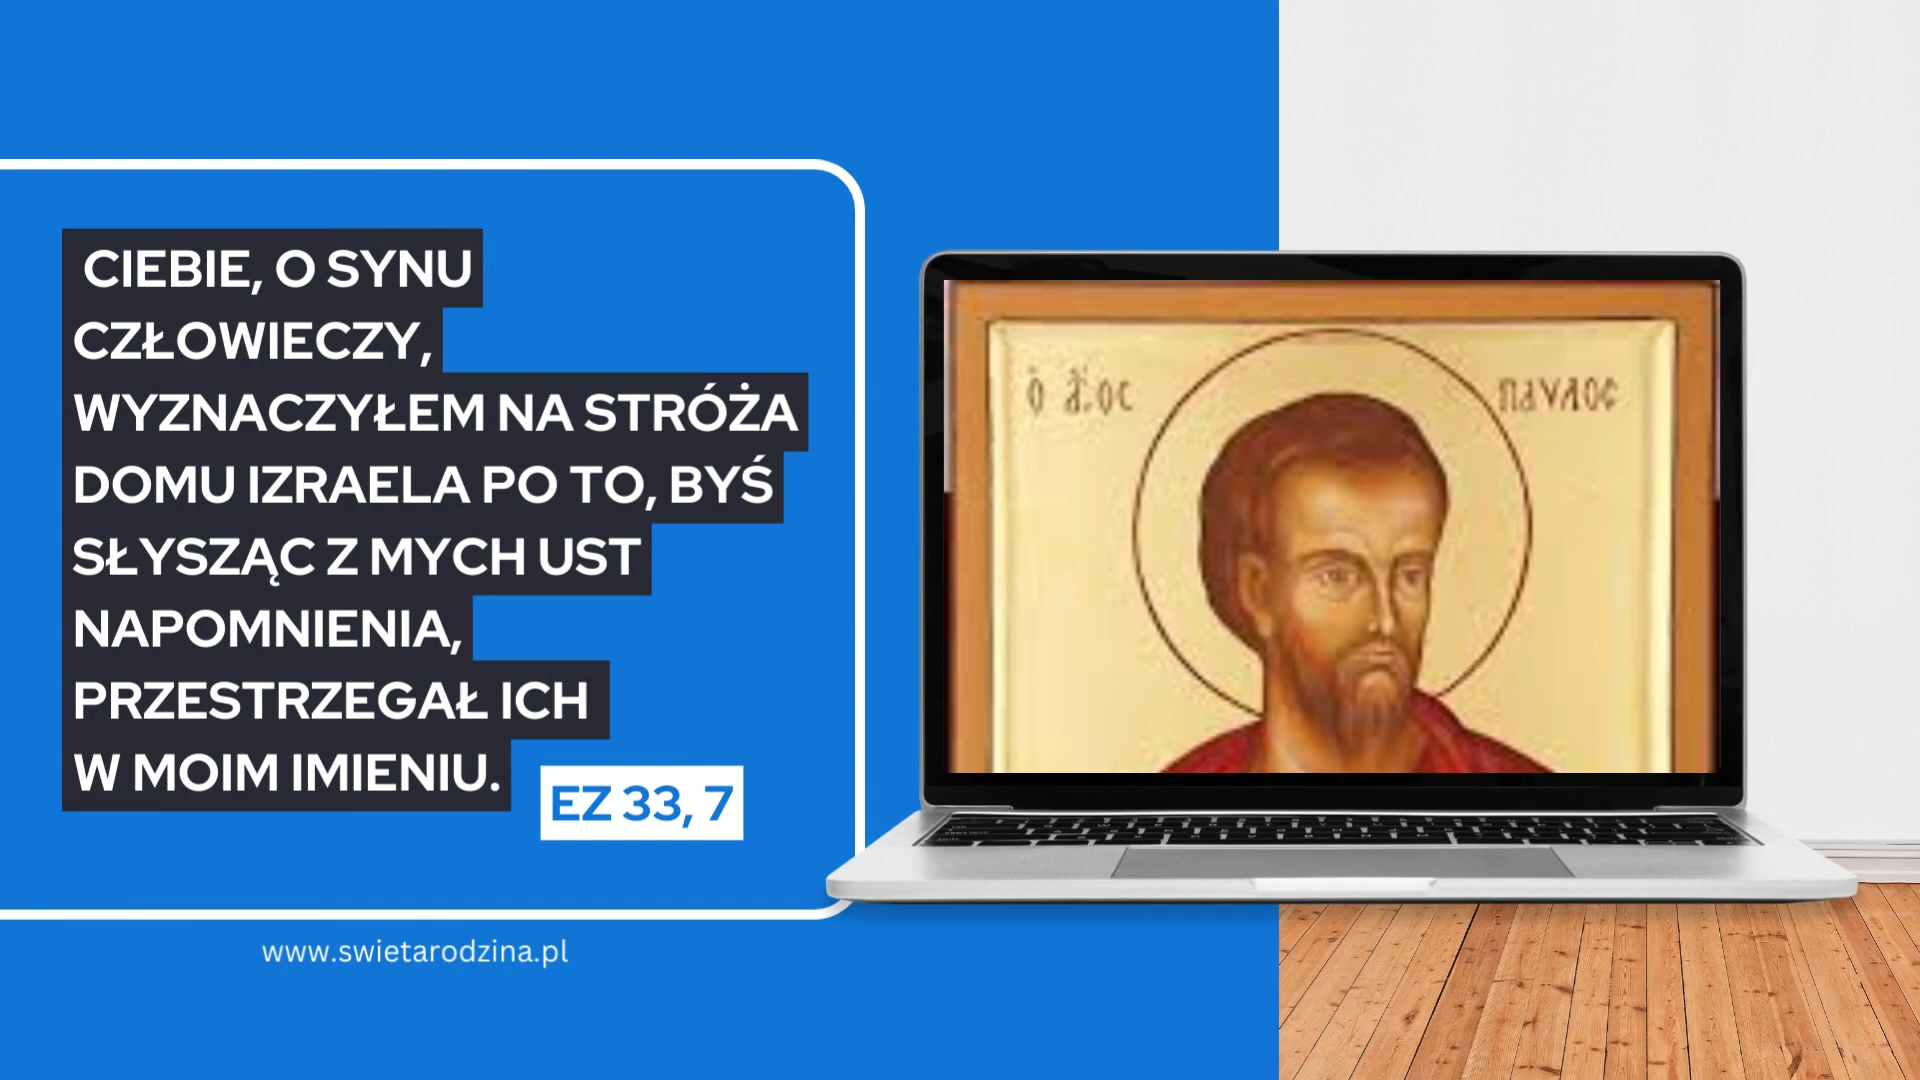 CIEBIE, O SYNU
CZŁOWIECZY,
WYZNACZYŁEM NA STRÓŻA
DOMU IZRAELA PO TO, BYŚ
SŁYSZĄC Z MYCH UST
NAPOMNIENIA,
PRZESTRZEGAŁ ICH
W MOIM IMIENIU.
EZ 33, 7
www.swietarodzina.pl
ΠΑΥΛΟΣ